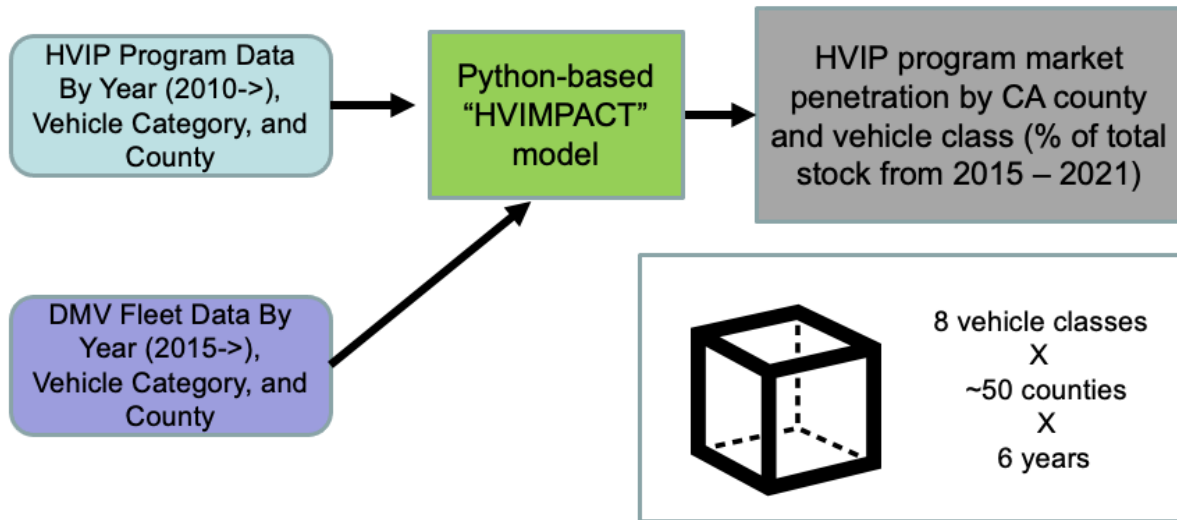 HVIP Program Data
By Year (2010->),
Vehicle Category, and
County
Python-based
“HVIMPACT”
model
HVIP program market
penetration by CA county
and vehicle class (% of total
stock from 2015 – 2021)
DMV Fleet Data By
Year (2015->),
Vehicle Category, and
County
8 vehicle classes
X
~50 counties
X
6 years